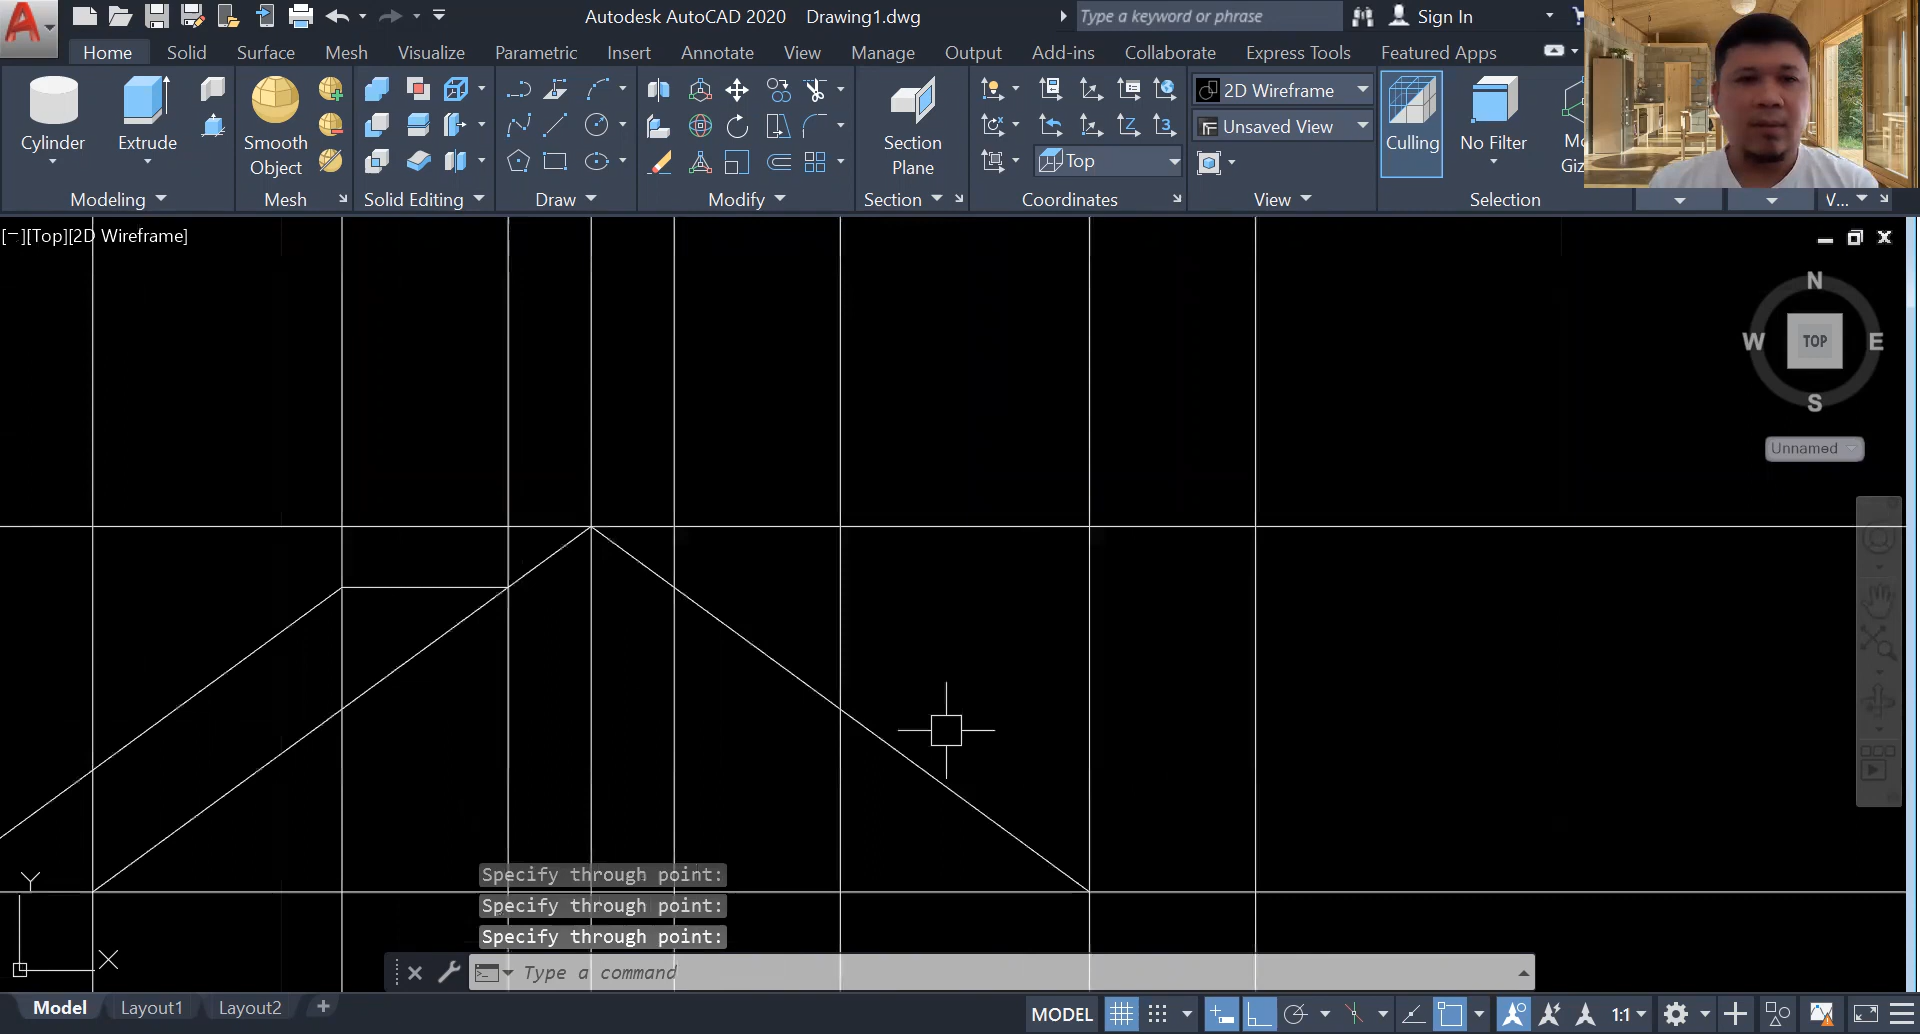 Autodesk AutoCAD 2020 Drawing1.dwg
Type a keyword or phrase
Sign In
Home Solid Surface Mesh Visualize Parametric Insert Annotate View Manage Output Add-ins Collaborate Express Tools Featured Apps
Cylinder
Extrude
Smooth
Object
Section
Plane
2D Wireframe
Unsaved View
Top
Culling
No Filter
Modeling
Mesh
Solid Editing
Draw
Modify
Section
Coordinates
View
Selection
V...
[−][Top][2D Wireframe]
N
W
TOP
E
S
Unnamed
Specify through point:
Specify through point:
Specify through point:
Y
X
Type a command
Model Layout1 Layout2 +
MODEL
1:1